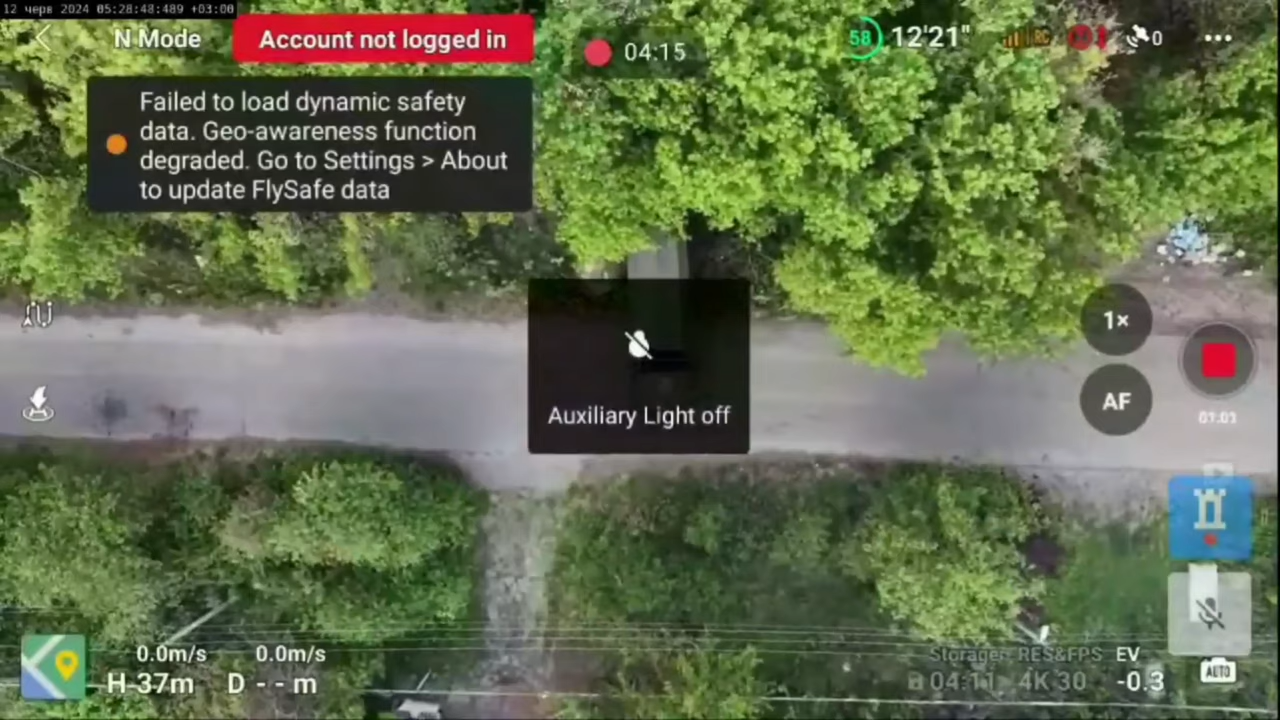 12 черв 2024 05:28:48:489 +03:00
N Mode
Account not logged in
04:15
58
12'21"
RC
0
Failed to load dynamic safety
data. Geo-awareness function
degraded. Go to Settings > About
to update FlySafe data
1×
AF
Auxiliary Light off
0.0m/s
0.0m/s
H 37m
D - - m
Storage
RES&FPS
EV
04:11
4K 30
-0.3
AUTO